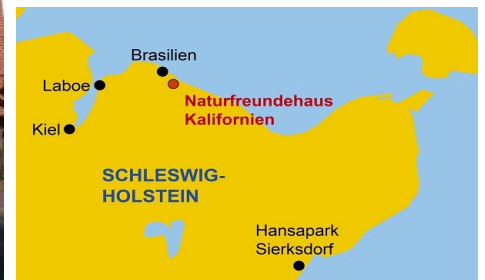 Brasilien
Laboe
Naturfreundehaus
Kalifornien
Kiel
SCHLESWIG-
HOLSTEIN
Hansapark
Sierksdorf